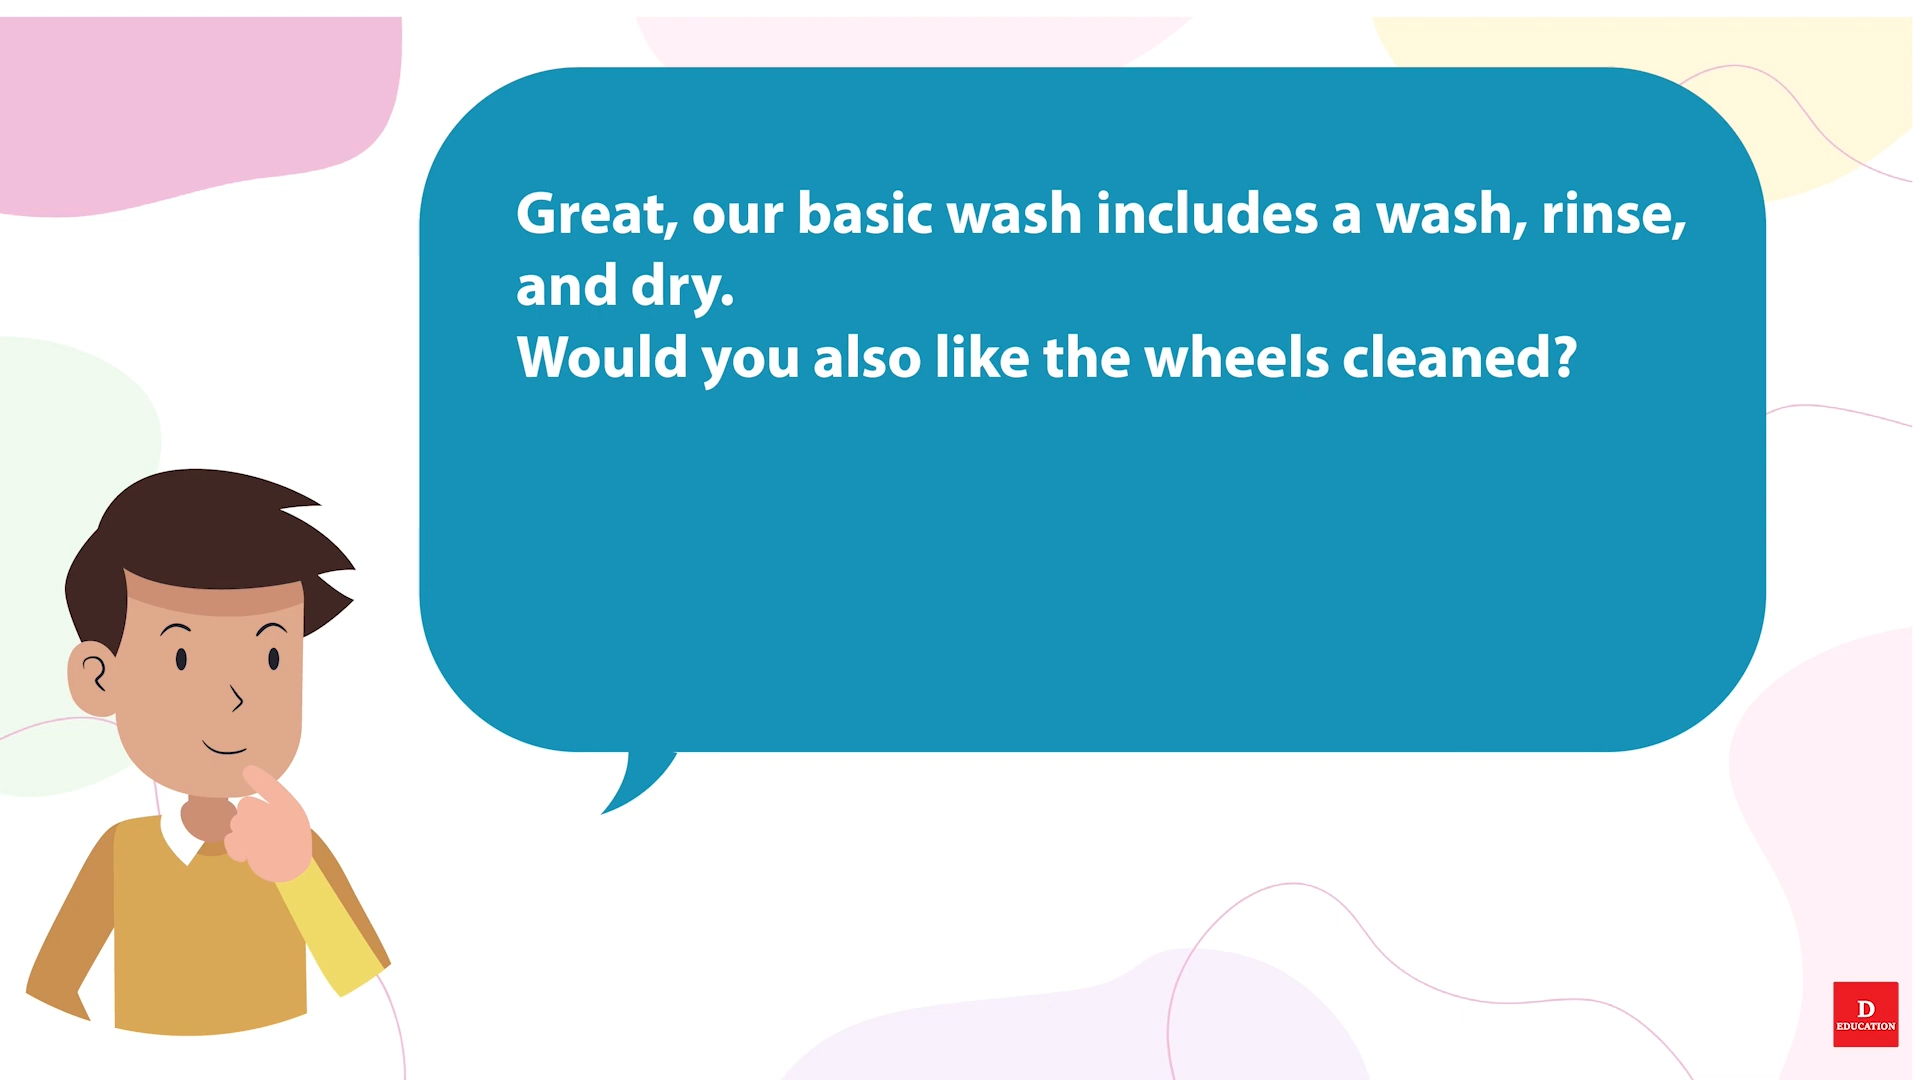 Great, our basic wash includes a wash, rinse,
and dry.
Would you also like the wheels cleaned?
D
EDUCATION